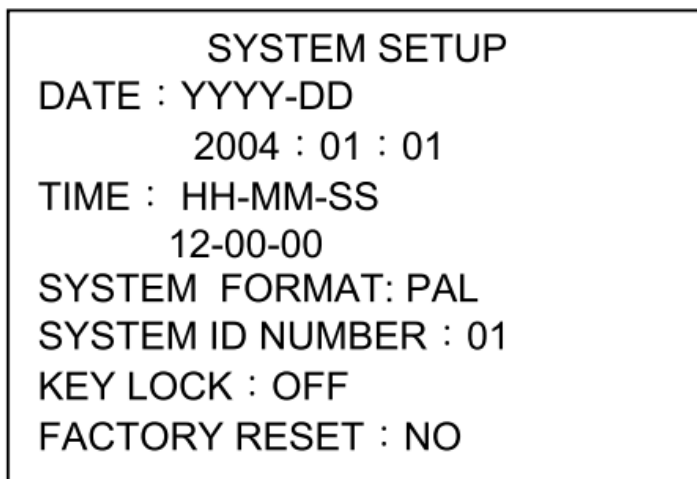 SYSTEM SETUP
DATE：YYYY-DD
2004：01：01
TIME： HH-MM-SS
12-00-00
SYSTEM FORMAT: PAL
SYSTEM ID NUMBER：01
KEY LOCK：OFF
FACTORY RESET：NO